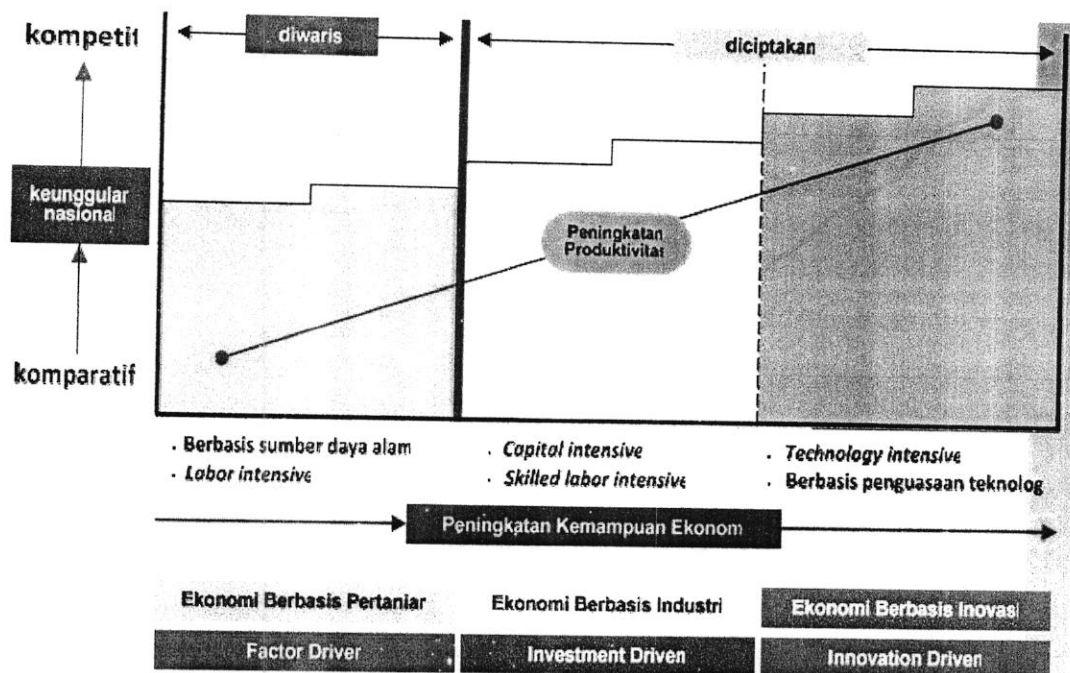 kompetif
diwaris
diciptakan
keunggular
nasional
Peningkatan
Produktivitas
komparatif
. Berbasis sumber daya alam
. Labor intensive
. Capital intensive
. Skilled labor intensive
. Technology intensive
. Berbasis penguasaan teknolog
Peningkatan Kemampuan Ekonom
Ekonomi Berbasis Pertaniar
Ekonomi Berbasis Industri
Ekonomi Berbasis Inovasi
Factor Driver
Investment Driven
Innovation Driven